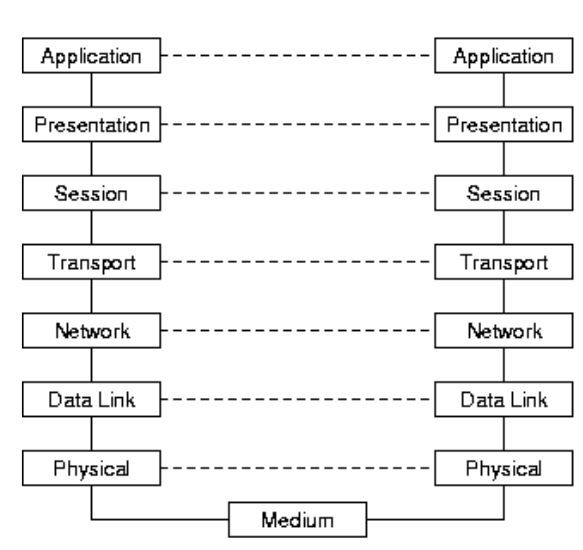 Application Application
Presentation Presentation
Session Session
Transport Transport
Network Network
Data Link Data Link
Physical Physical
Medium